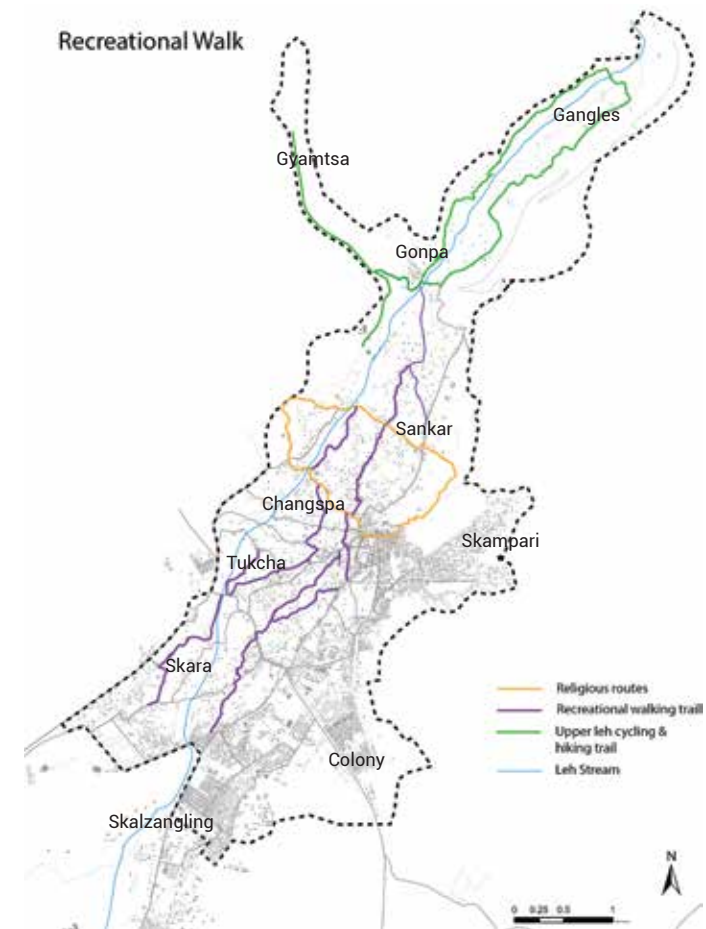 Recreational Walk
Gangles
Gyamtsa
Gonpa
Sankar
Changspa
Skampari
Tukcha
Skara
Religious routes
Recreational walking traill
Upper leh cycling &
hiking trail
Leh Stream
Colony
Skalzangling
N
0 0.25 0.5 1